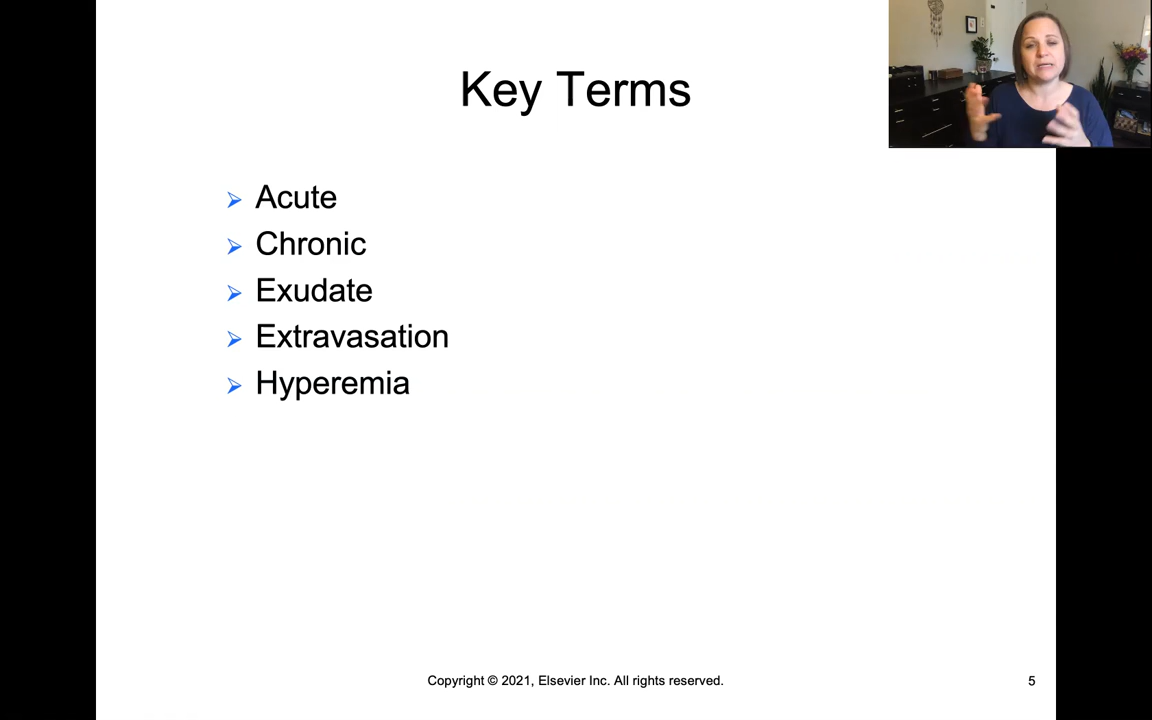 Key Terms
Acute
Chronic
Exudate
Extravasation
Hyperemia
Copyright © 2021, Elsevier Inc. All rights reserved.
5